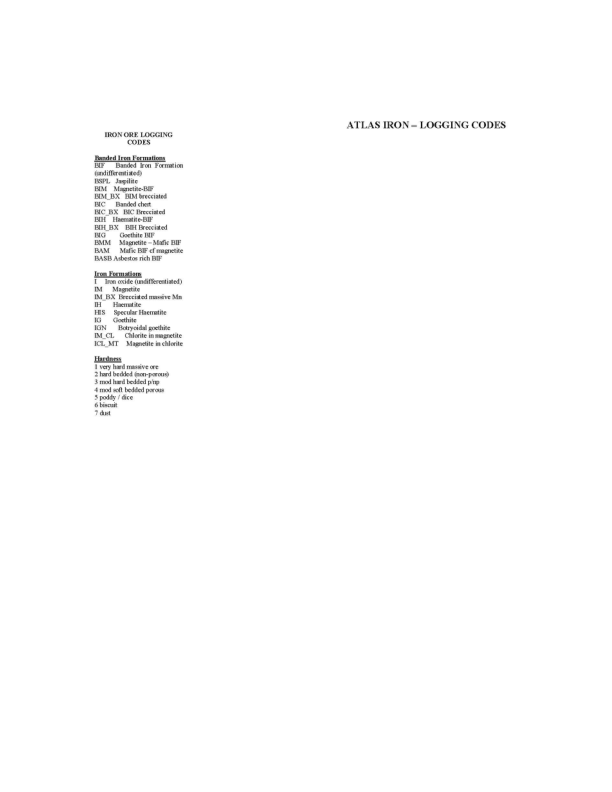 ATLAS IRON – LOGGING CODES
IRON ORE LOGGING
CODES
Banded Iron Formations
BIF Banded Iron Formation
(undifferentiated)
BSPL Jaspilite
BIM Magnetite-BIF
BIM_BX BIM brecciated
BIC Banded chert
BIC_BX BIC Brecciated
BIH Haematite-BIF
BIH_BX BIH Brecciated
BIG Goethite BIF
BMM Magnetite – Mafic BIF
BAM Mafic BIF cf magnetite
BASB Asbestos rich BIF
Iron Formations
I Iron oxide (undifferentiated)
IM Magnetite
IM_BX Brecciated massive Mn
IH Haematite
HIS Specular Haematite
IG Goethite
IGN Botryoidal goethite
IM_CL Chlorite in magnetite
ICL_MT Magnetite in chlorite
Hardness
1 very hard massive ore
2 hard bedded (non-porous)
3 mod hard bedded p/np
4 mod soft bedded porous
5 poddy / dice
6 biscuit
7 dust